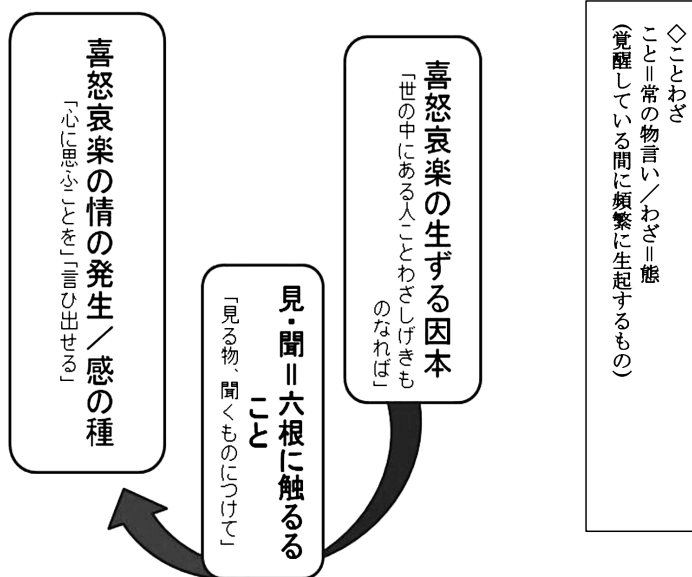 ◇ことわざ
こと＝常の物言い／わざ＝態
(覚醒している間に頻繁に生起するもの)
喜怒哀楽の生ずる因本
「世の中にある人ことわざしげきも
のなれば」
見・聞＝六根に触るる
こと
「見る物、聞くものにつけて」
喜怒哀楽の情の発生／感の種
「心に思ふことを」「言ひ出せる」